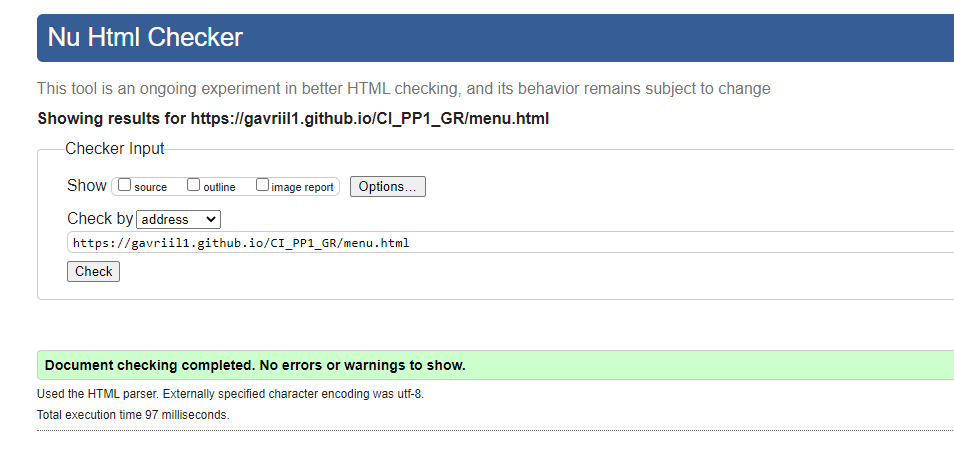 Nu Html Checker
This tool is an ongoing experiment in better HTML checking, and its behavior remains subject to change
Showing results for https://gavriil1.github.io/CI_PP1_GR/menu.html
Checker Input
Show source outline image report Options...
Check by address
https://gavriil1.github.io/CI_PP1_GR/menu.html
Check
Document checking completed. No errors or warnings to show.
Used the HTML parser. Externally specified character encoding was utf-8.
Total execution time 97 milliseconds.